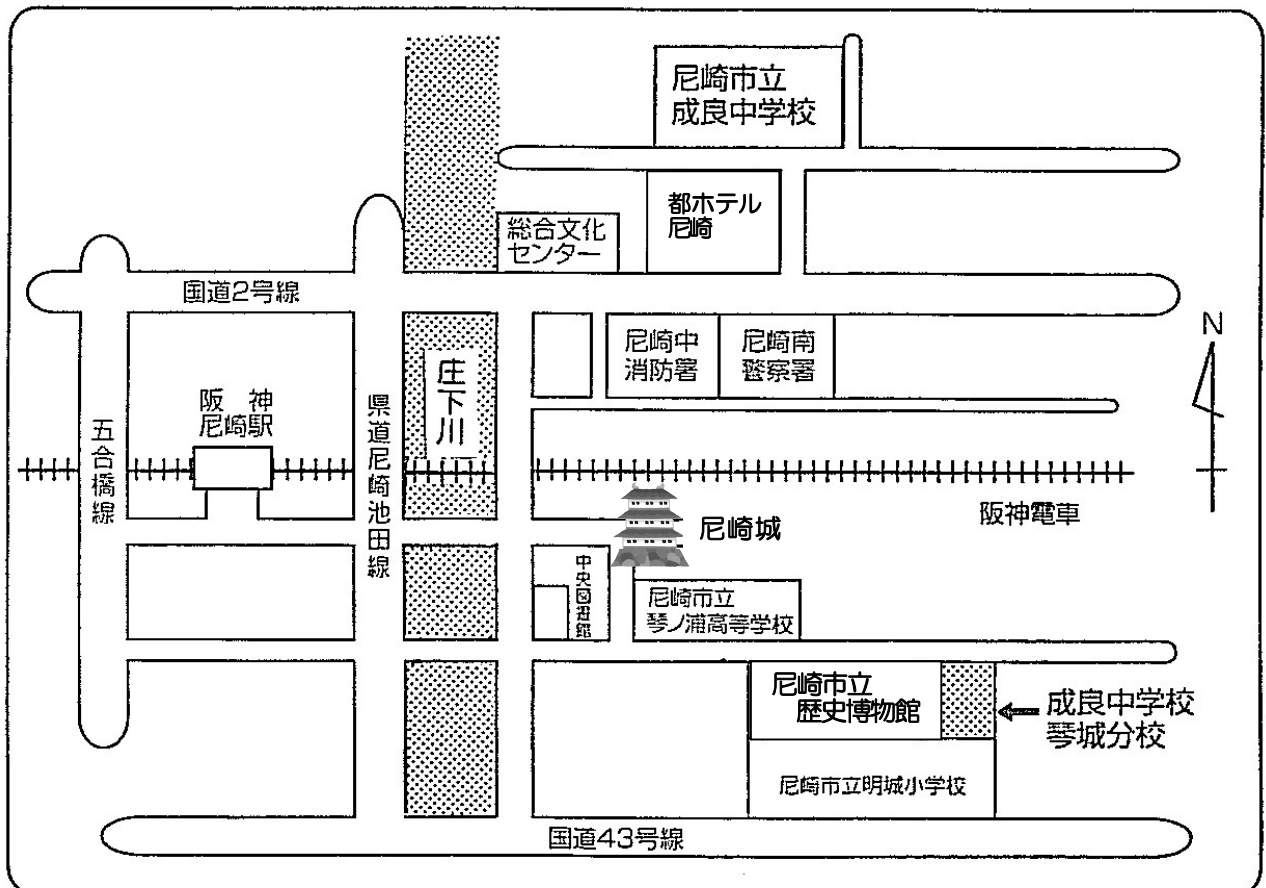 尼崎市立
成良中学校
都ホテル
尼崎
総合文化
センター
国道2号線
N
尼崎中
消防署
尼崎南
警察署
庄下川
阪神
尼崎駅
県道尼崎池田線
五合橋線
阪神電車
尼崎城
中央図書館
尼崎市立
琴ノ浦高等学校
尼崎市立
歴史博物館
成良中学校
琴城分校
尼崎市立明城小学校
国道43号線